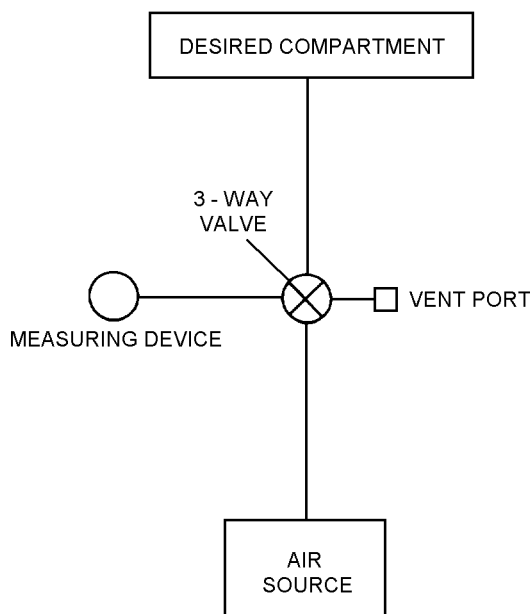 DESIRED COMPARTMENT
3 - WAY
VALVE
VENT PORT
MEASURING DEVICE
AIR
SOURCE